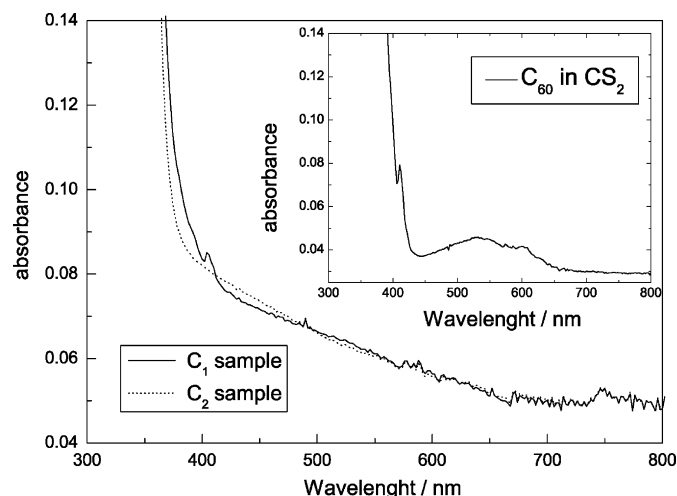 absorbance
0.14
0.12
0.10
0.08
0.06
0.04
300 400 500 600 700 800
Wavelenght / nm
C1 sample
C2 sample
absorbance
0.14
0.12
0.10
0.08
0.06
0.04
300 400 500 600 700 800
Wavelenght / nm
C60 in CS2